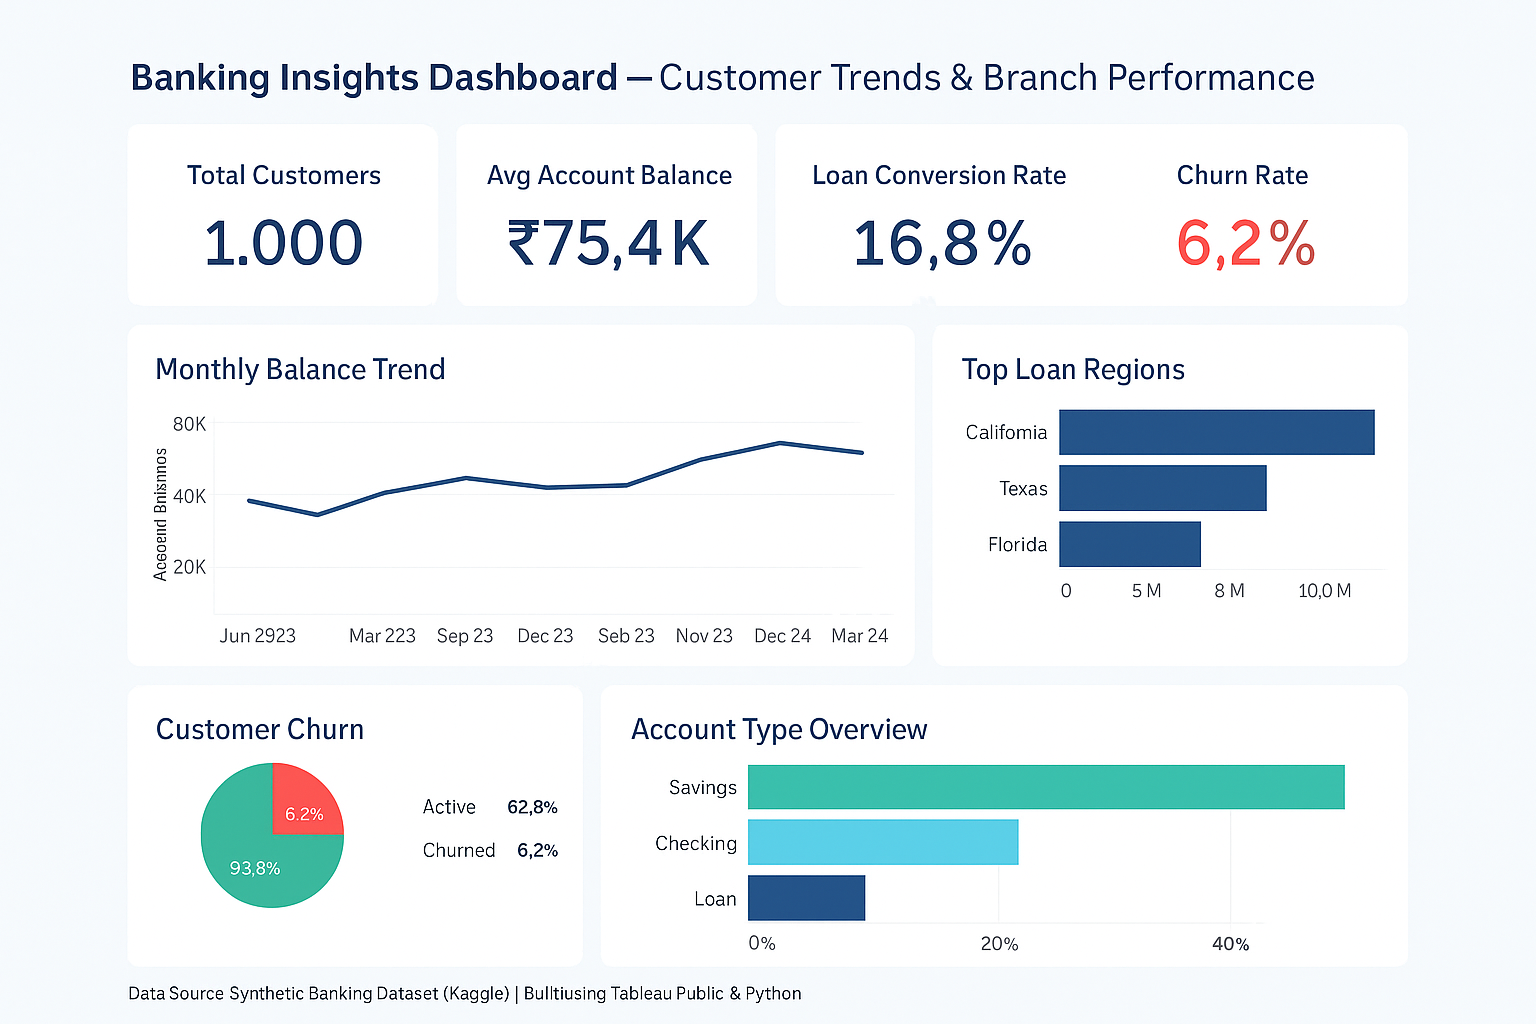 Banking Insights Dashboard — Customer Trends & Branch Performance
Total Customers
1.000
Avg Account Balance
₹75,4 K
Loan Conversion Rate
16,8 %
Churn Rate
6,2 %
Monthly Balance Trend
80K
40K
20K
Jun 2923
Mar 223
Sep 23
Dec 23
Seb 23
Nov 23
Dec 24
Mar 24
Top Loan Regions
Califomia
Texas
Florida
0
5 M
8 M
10,0 M
Customer Churn
6.2%
93,8%
Active 62,8%
Churned 6,2%
Account Type Overview
Savings
Checking
Loan
0%
20%
40%
Data Source Synthetic Banking Dataset (Kaggle) | Bulltiusing Tableau Public & Python